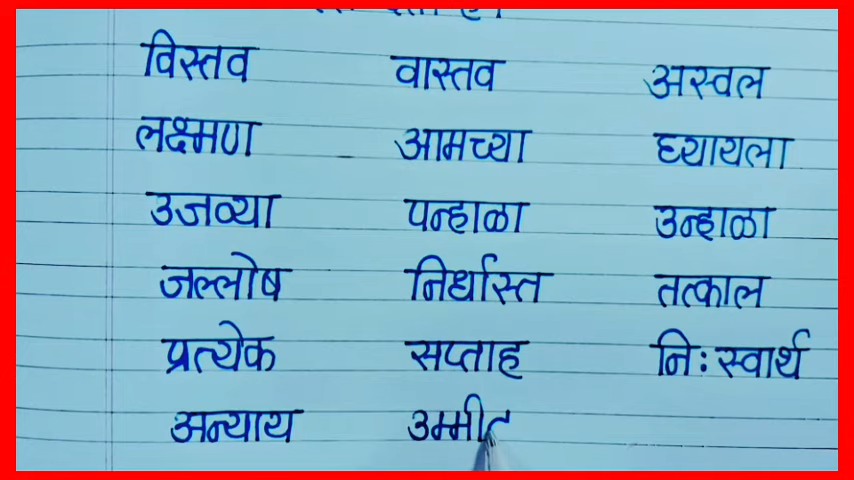 विस्तव वास्तव अस्वल
लक्ष्मण आमच्या घ्यायला
उजव्या पन्हाळा उन्हाळा
जल्लोष निर्धास्त तत्काल
प्रत्येक सप्ताह निःस्वार्थ
अन्याय